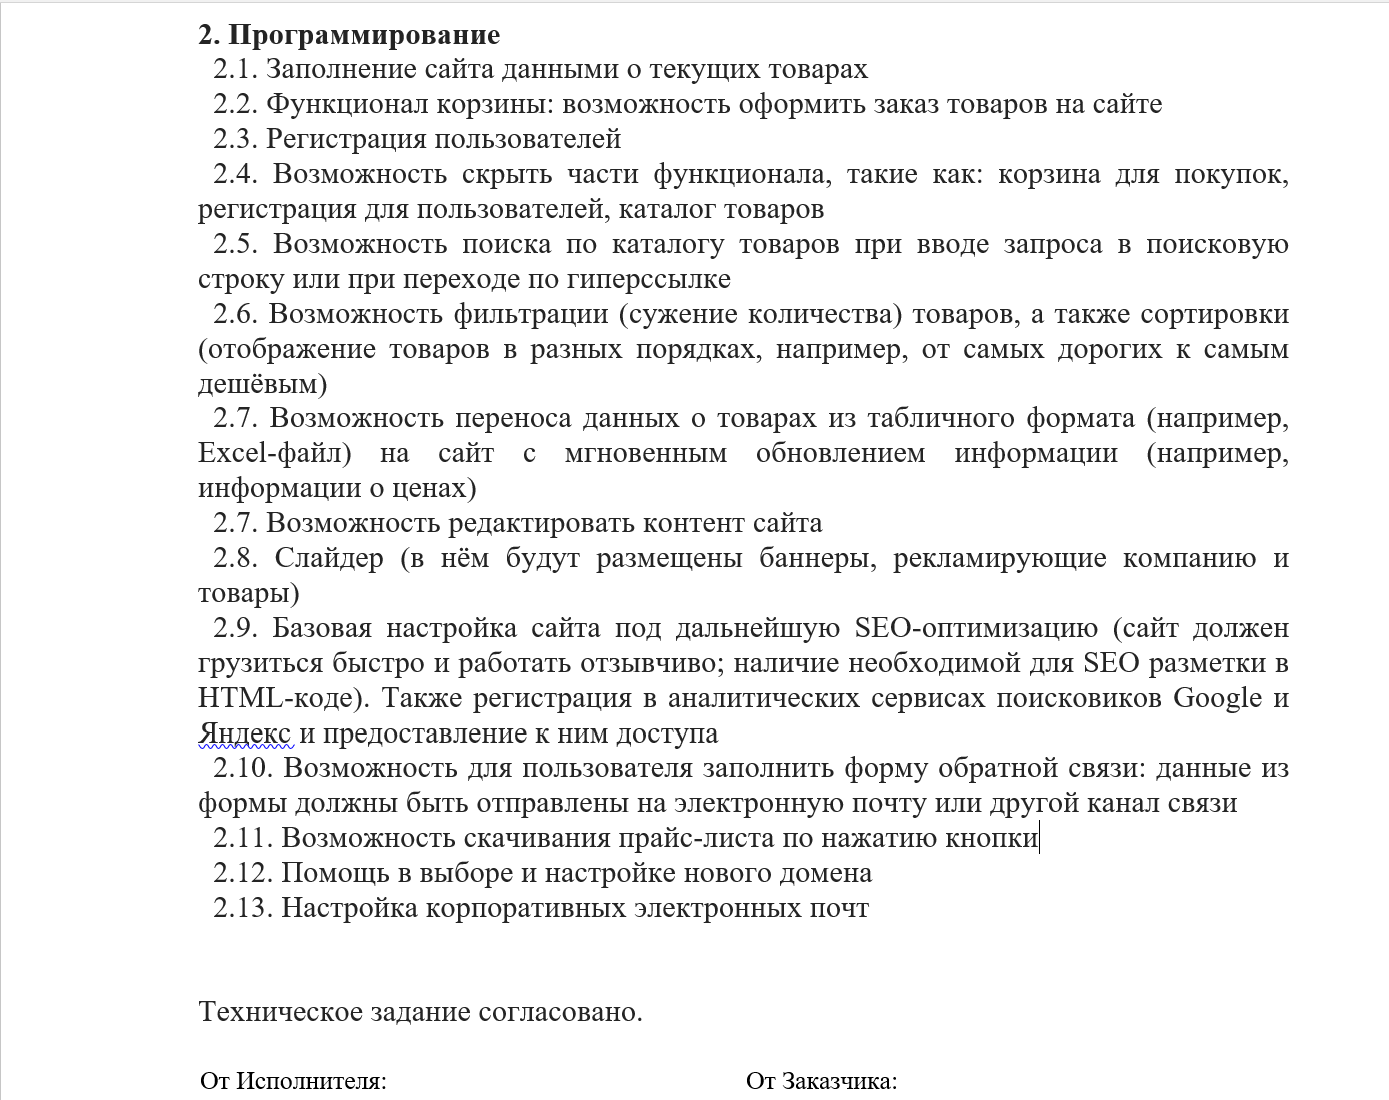 2. Программирование
2.1. Заполнение сайта данными о текущих товарах
2.2. Функционал корзины: возможность оформить заказ товаров на сайте
2.3. Регистрация пользователей
2.4. Возможность скрыть части функционала, такие как: корзина для покупок,
регистрация для пользователей, каталог товаров
2.5. Возможность поиска по каталогу товаров при вводе запроса в поисковую
строку или при переходе по гиперссылке
2.6. Возможность фильтрации (сужение количества) товаров, а также сортировки
(отображение товаров в разных порядках, например, от самых дорогих к самым
дешёвым)
2.7. Возможность переноса данных о товарах из табличного формата (например,
Excel-файл) на сайт с мгновенным обновлением информации (например,
информации о ценах)
2.7. Возможность редактировать контент сайта
2.8. Слайдер (в нём будут размещены баннеры, рекламирующие компанию и
товары)
2.9. Базовая настройка сайта под дальнейшую SEO-оптимизацию (сайт должен
грузиться быстро и работать отзывчиво; наличие необходимой для SEO разметки в
HTML-коде). Также регистрация в аналитических сервисах поисковиков Google и
Яндекс и предоставление к ним доступа
2.10. Возможность для пользователя заполнить форму обратной связи: данные из
формы должны быть отправлены на электронную почту или другой канал связи
2.11. Возможность скачивания прайс-листа по нажатию кнопки
2.12. Помощь в выборе и настройке нового домена
2.13. Настройка корпоративных электронных почт
Техническое задание согласовано.
От Исполнителя: От Заказчика: